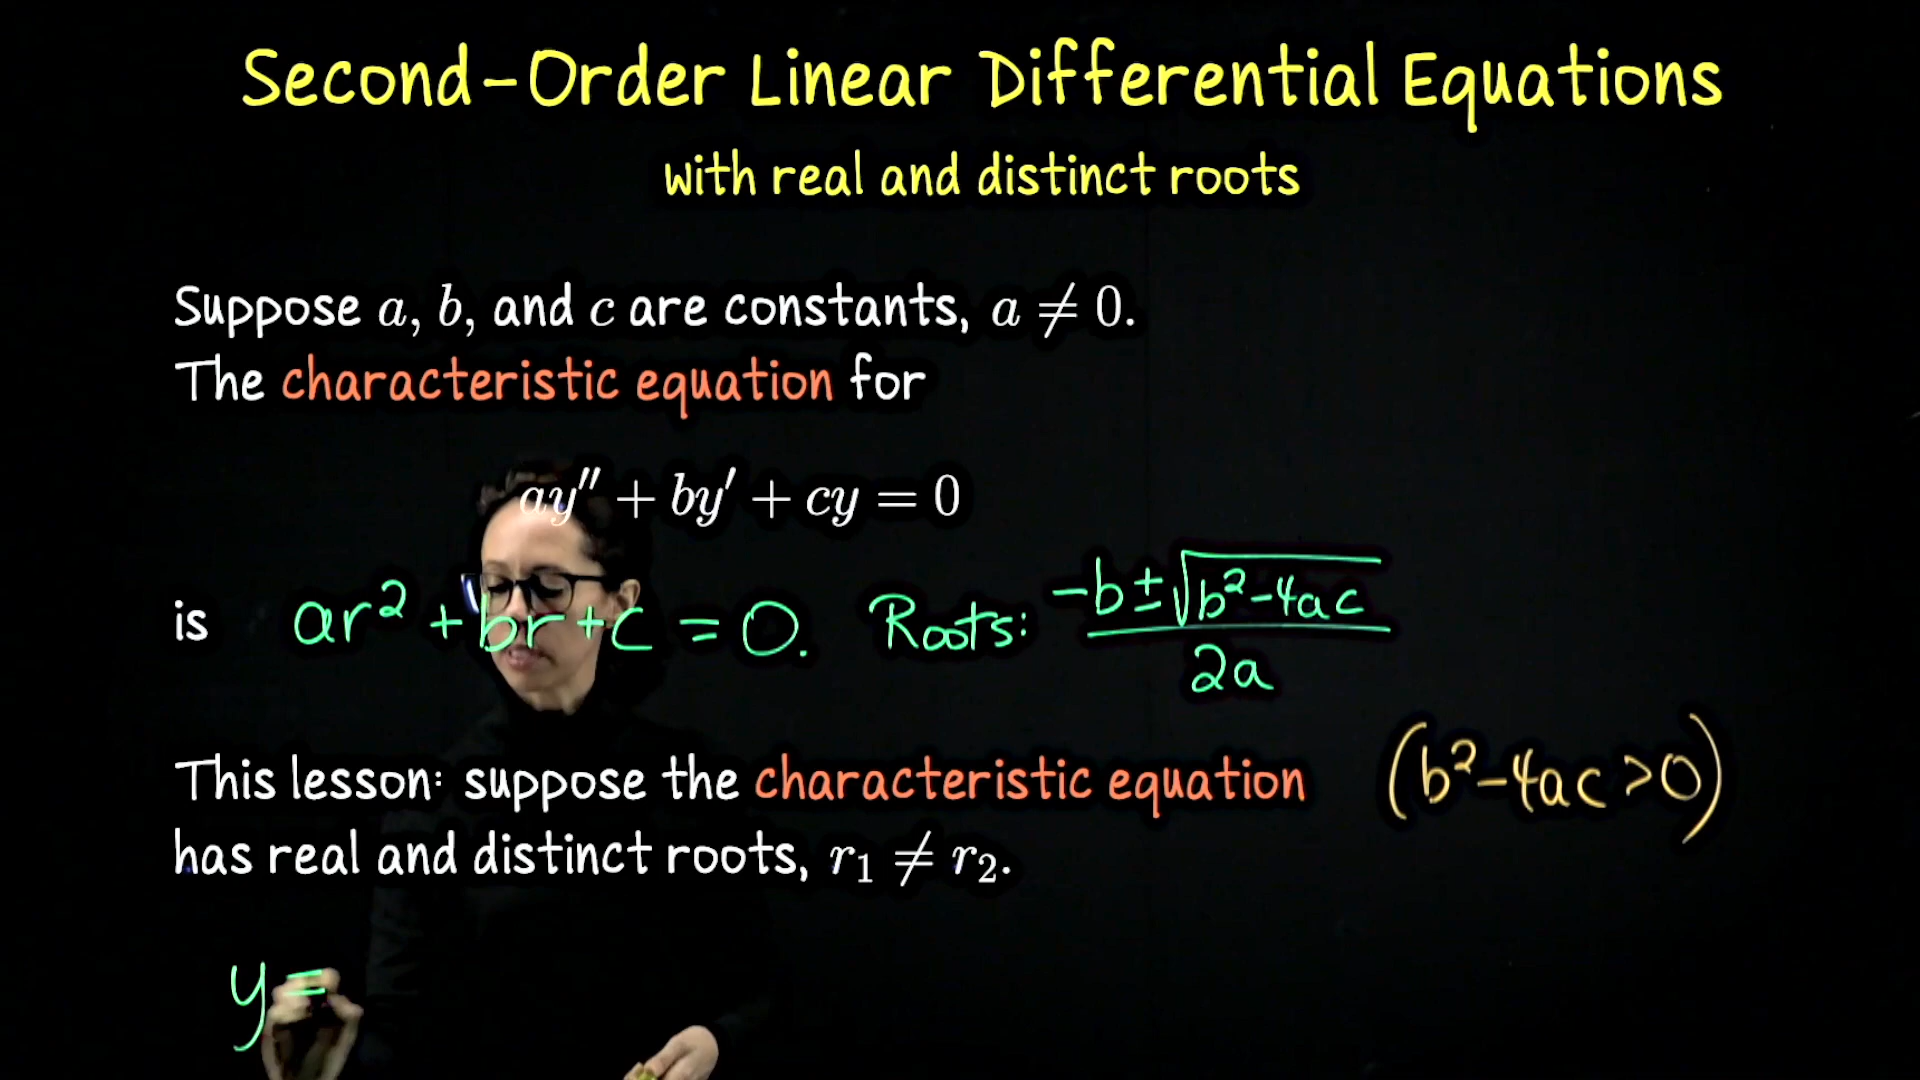 Second-Order Linear Differential Equations
with real and distinct roots
Suppose a, b, and c are constants, a ≠ 0.
The characteristic equation for
ay″ + by′ + cy = 0
is ar² + br + c = 0. Roots: (-b ± √(b² - 4ac)) / 2a
This lesson: suppose the characteristic equation (b² - 4ac > 0)
has real and distinct roots, r₁ ≠ r₂.
y =